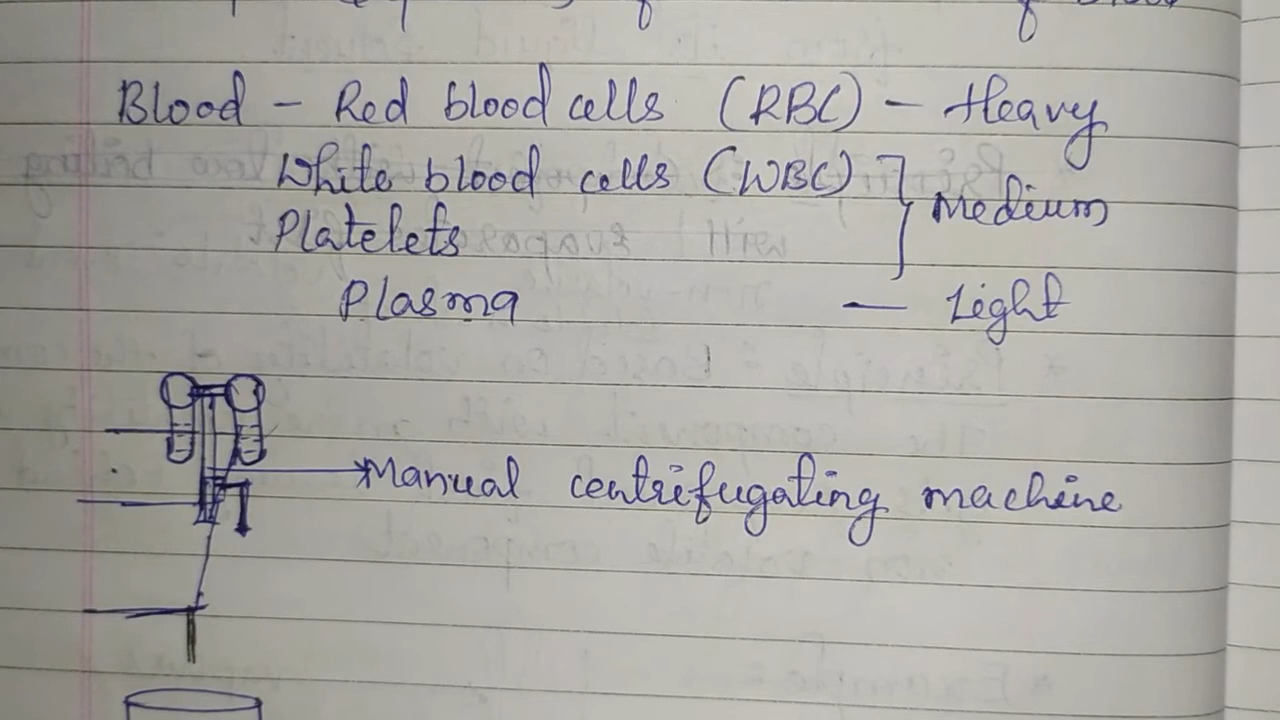 Blood - Red blood cells (RBC) - Heavy
White blood cells (WBC)
Medium
Platelets
Plasma - Light
Manual centrifugating machine